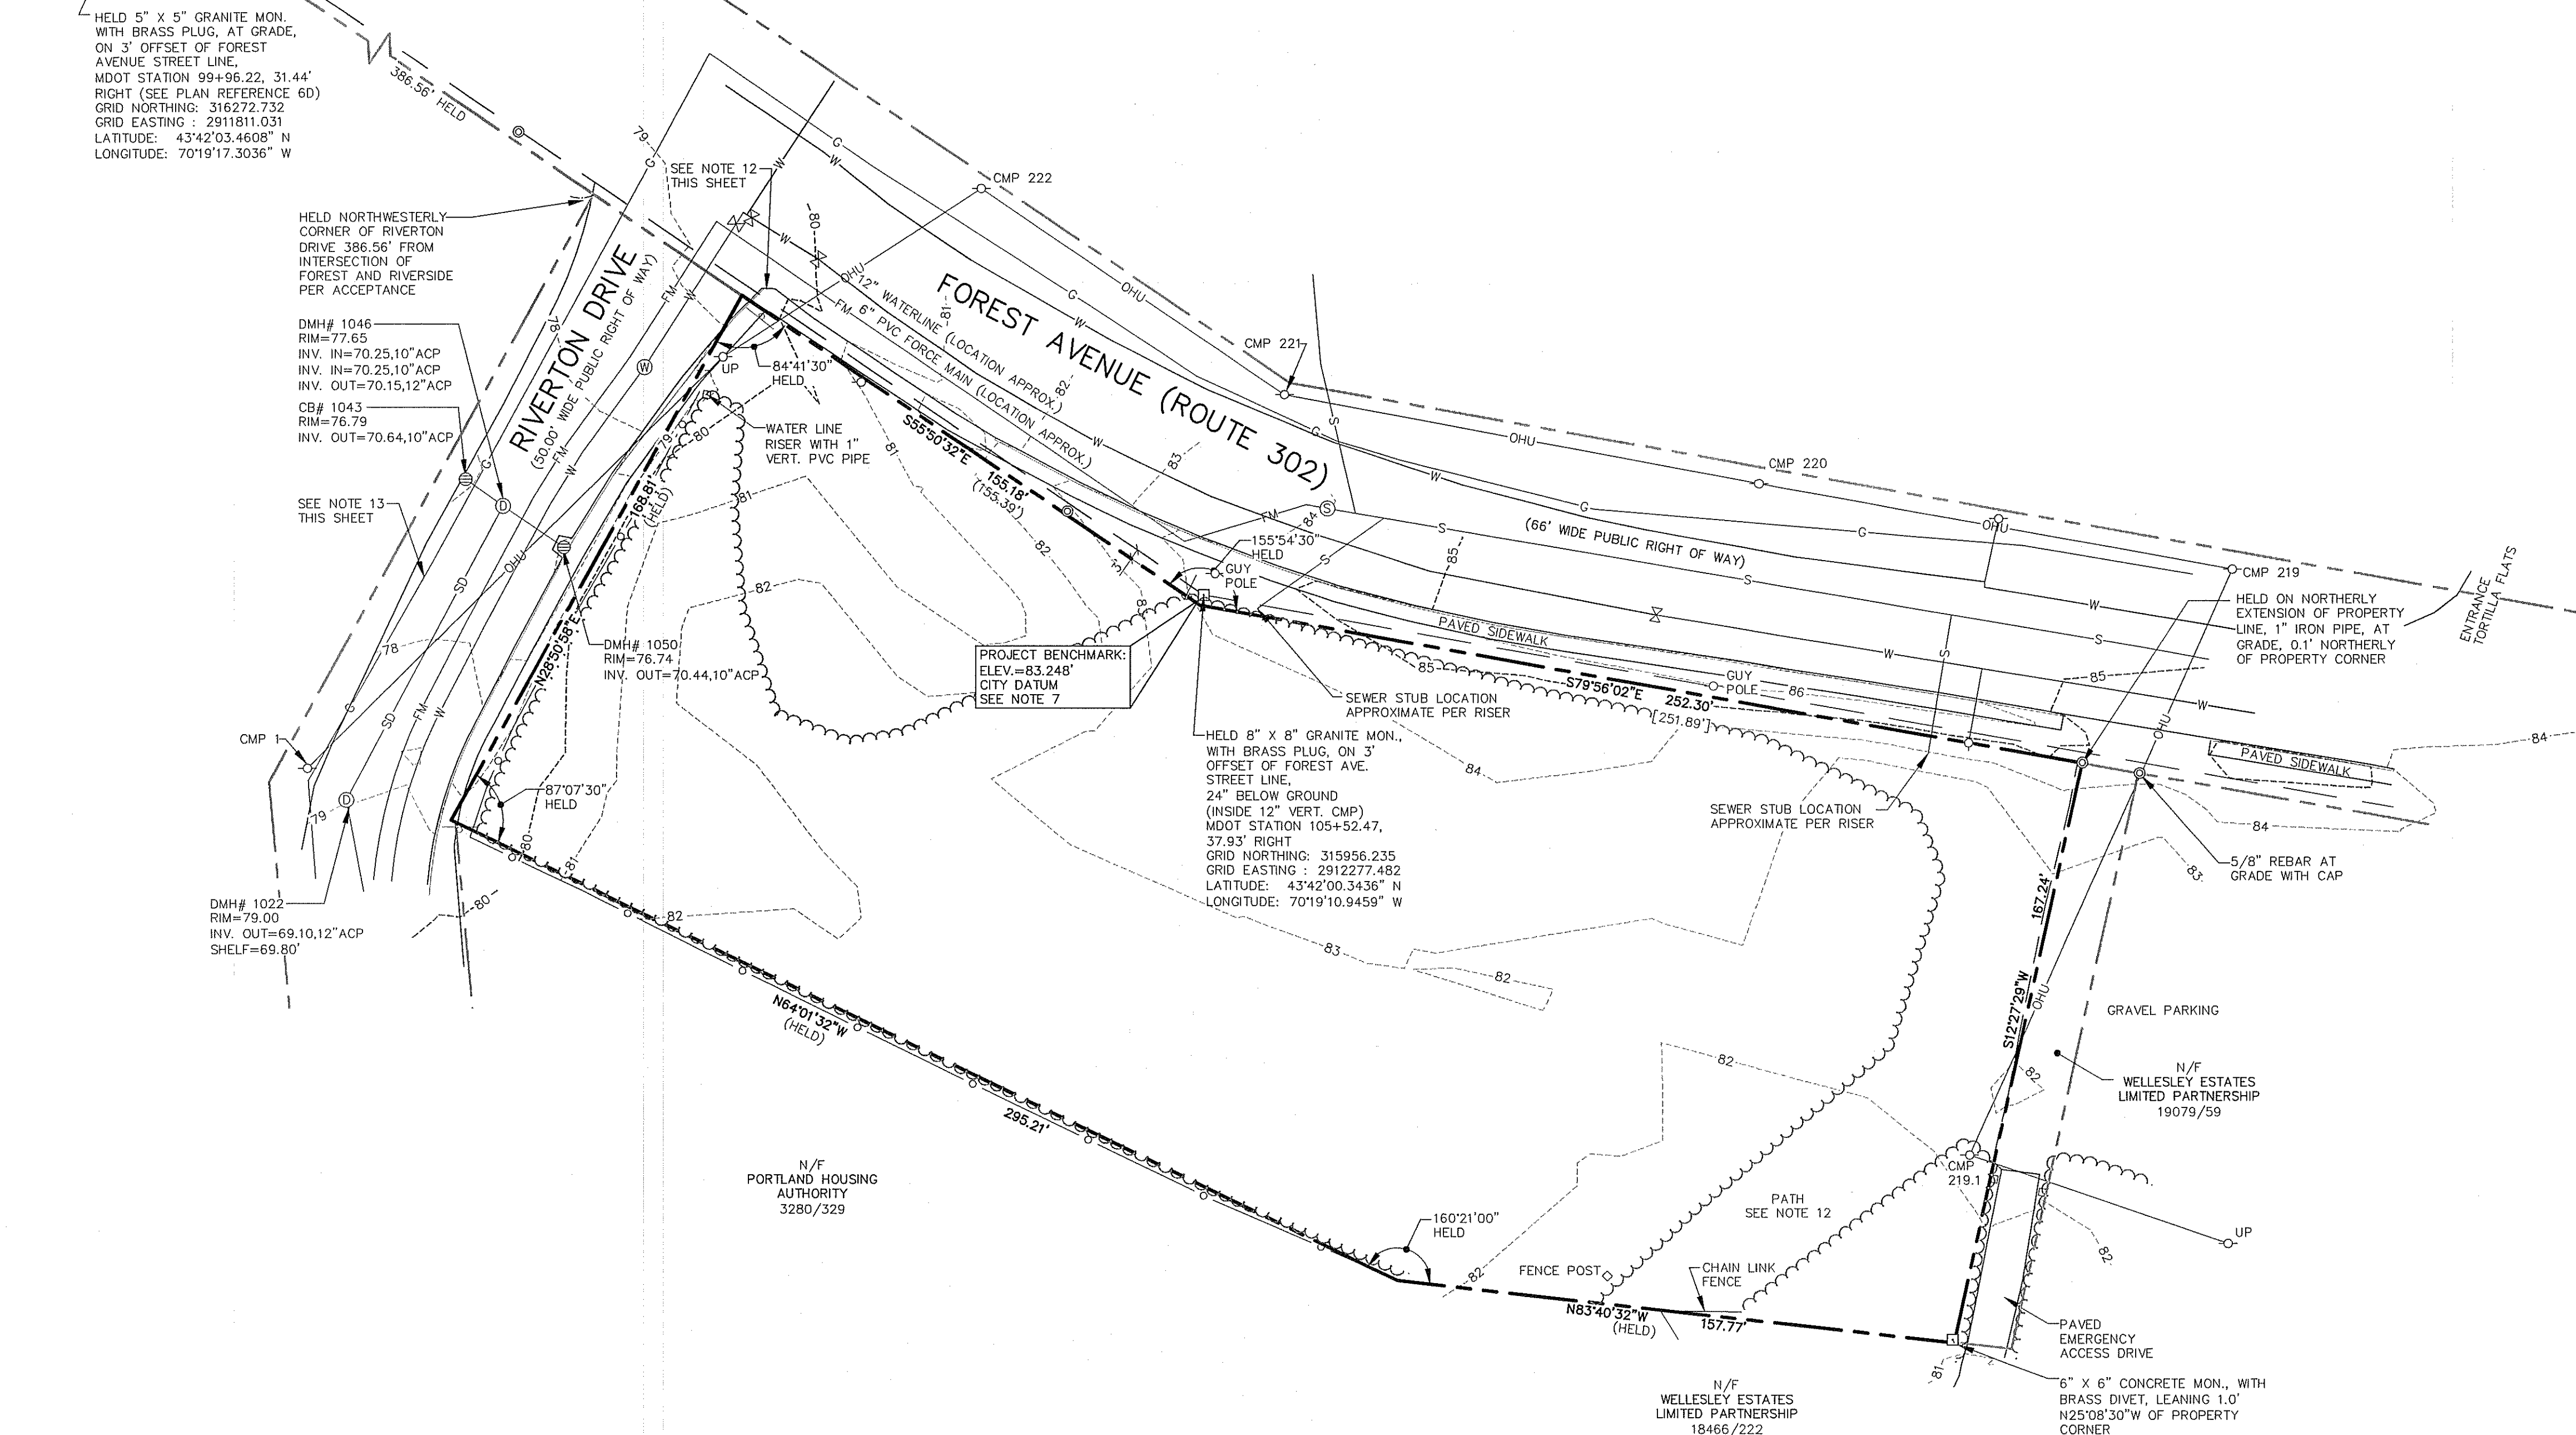 HELD 5" X 5" GRANITE MON.
WITH BRASS PLUG, AT GRADE,
ON 3' OFFSET OF FOREST
AVENUE STREET LINE,
MDOT STATION 99+96.22, 31.44'
RIGHT (SEE PLAN REFERENCE 6D)
GRID NORTHING: 316272.732
GRID EASTING : 2911811.031
LATITUDE: 43°42'03.4608" N
LONGITUDE: 70°19'17.3036" W
386.56' HELD
SEE NOTE 12
THIS SHEET
CMP 222
HELD NORTHWESTERLY
CORNER OF RIVERTON
DRIVE 386.56' FROM
INTERSECTION OF
FOREST AND RIVERSIDE
PER ACCEPTANCE
RIVERTON DRIVE
(50.00' WIDE PUBLIC RIGHT OF WAY)
FOREST AVENUE (ROUTE 302)
12" WATERLINE (LOCATION APPROX.)
6" PVC FORCE MAIN (LOCATION APPROX.)
DMH# 1046
RIM=77.65
INV. IN=70.25,10"ACP
INV. IN=70.25,10"ACP
INV. OUT=70.15,12"ACP
CB# 1043
RIM=76.79
INV. OUT=70.64,10"ACP
SEE NOTE 13
THIS SHEET
84°41'30"
HELD
UP
WATER LINE
RISER WITH 1"
VERT. PVC PIPE
S55°50'32"E
155.18'
(155.39')
CMP 221
CMP 220
CMP 219
(66' WIDE PUBLIC RIGHT OF WAY)
155°54'30"
HELD
GUY
POLE
168.81'
(HELD)
N28°50'58"E
DMH# 1050
RIM=76.74
INV. OUT=70.44,10"ACP
PROJECT BENCHMARK:
ELEV.=83.248'
CITY DATUM
SEE NOTE 7
PAVED SIDEWALK
SEWER STUB LOCATION
APPROXIMATE PER RISER
S79°56'02"E
252.30'
[251.89']
GUY
POLE
ENTRANCE
TORTILLA FLATS
HELD ON NORTHERLY
EXTENSION OF PROPERTY
LINE, 1" IRON PIPE, AT
GRADE, 0.1' NORTHERLY
OF PROPERTY CORNER
PAVED SIDEWALK
HELD 8" X 8" GRANITE MON.,
WITH BRASS PLUG, ON 3'
OFFSET OF FOREST AVE.
STREET LINE,
24" BELOW GROUND
(INSIDE 12" VERT. CMP)
MDOT STATION 105+52.47,
37.93' RIGHT
GRID NORTHING: 315956.235
GRID EASTING : 2912277.482
LATITUDE: 43°42'00.3436" N
LONGITUDE: 70°19'10.9459" W
SEWER STUB LOCATION
APPROXIMATE PER RISER
5/8" REBAR AT
GRADE WITH CAP
CMP 1
87°07'30"
HELD
DMH# 1022
RIM=79.00
INV. OUT=69.10,12"ACP
SHELF=69.80'
N64°01'32"W
(HELD)
295.21'
167.24'
S12°27'29"W
GRAVEL PARKING
N/F
WELLESLEY ESTATES
LIMITED PARTNERSHIP
19079/59
N/F
PORTLAND HOUSING
AUTHORITY
3280/329
CMP
219.1
UP
PATH
SEE NOTE 12
160°21'00"
HELD
FENCE POST
CHAIN LINK
FENCE
N83°40'32"W
(HELD)
157.77'
PAVED
EMERGENCY
ACCESS DRIVE
6" X 6" CONCRETE MON., WITH
BRASS DIVET, LEANING 1.0'
N25°08'30"W OF PROPERTY
CORNER
N/F
WELLESLEY ESTATES
LIMITED PARTNERSHIP
18466/222